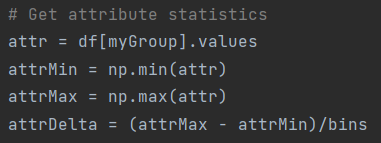 # Get attribute statistics
attr = df[myGroup].values
attrMin = np.min(attr)
attrMax = np.max(attr)
attrDelta = (attrMax - attrMin)/bins